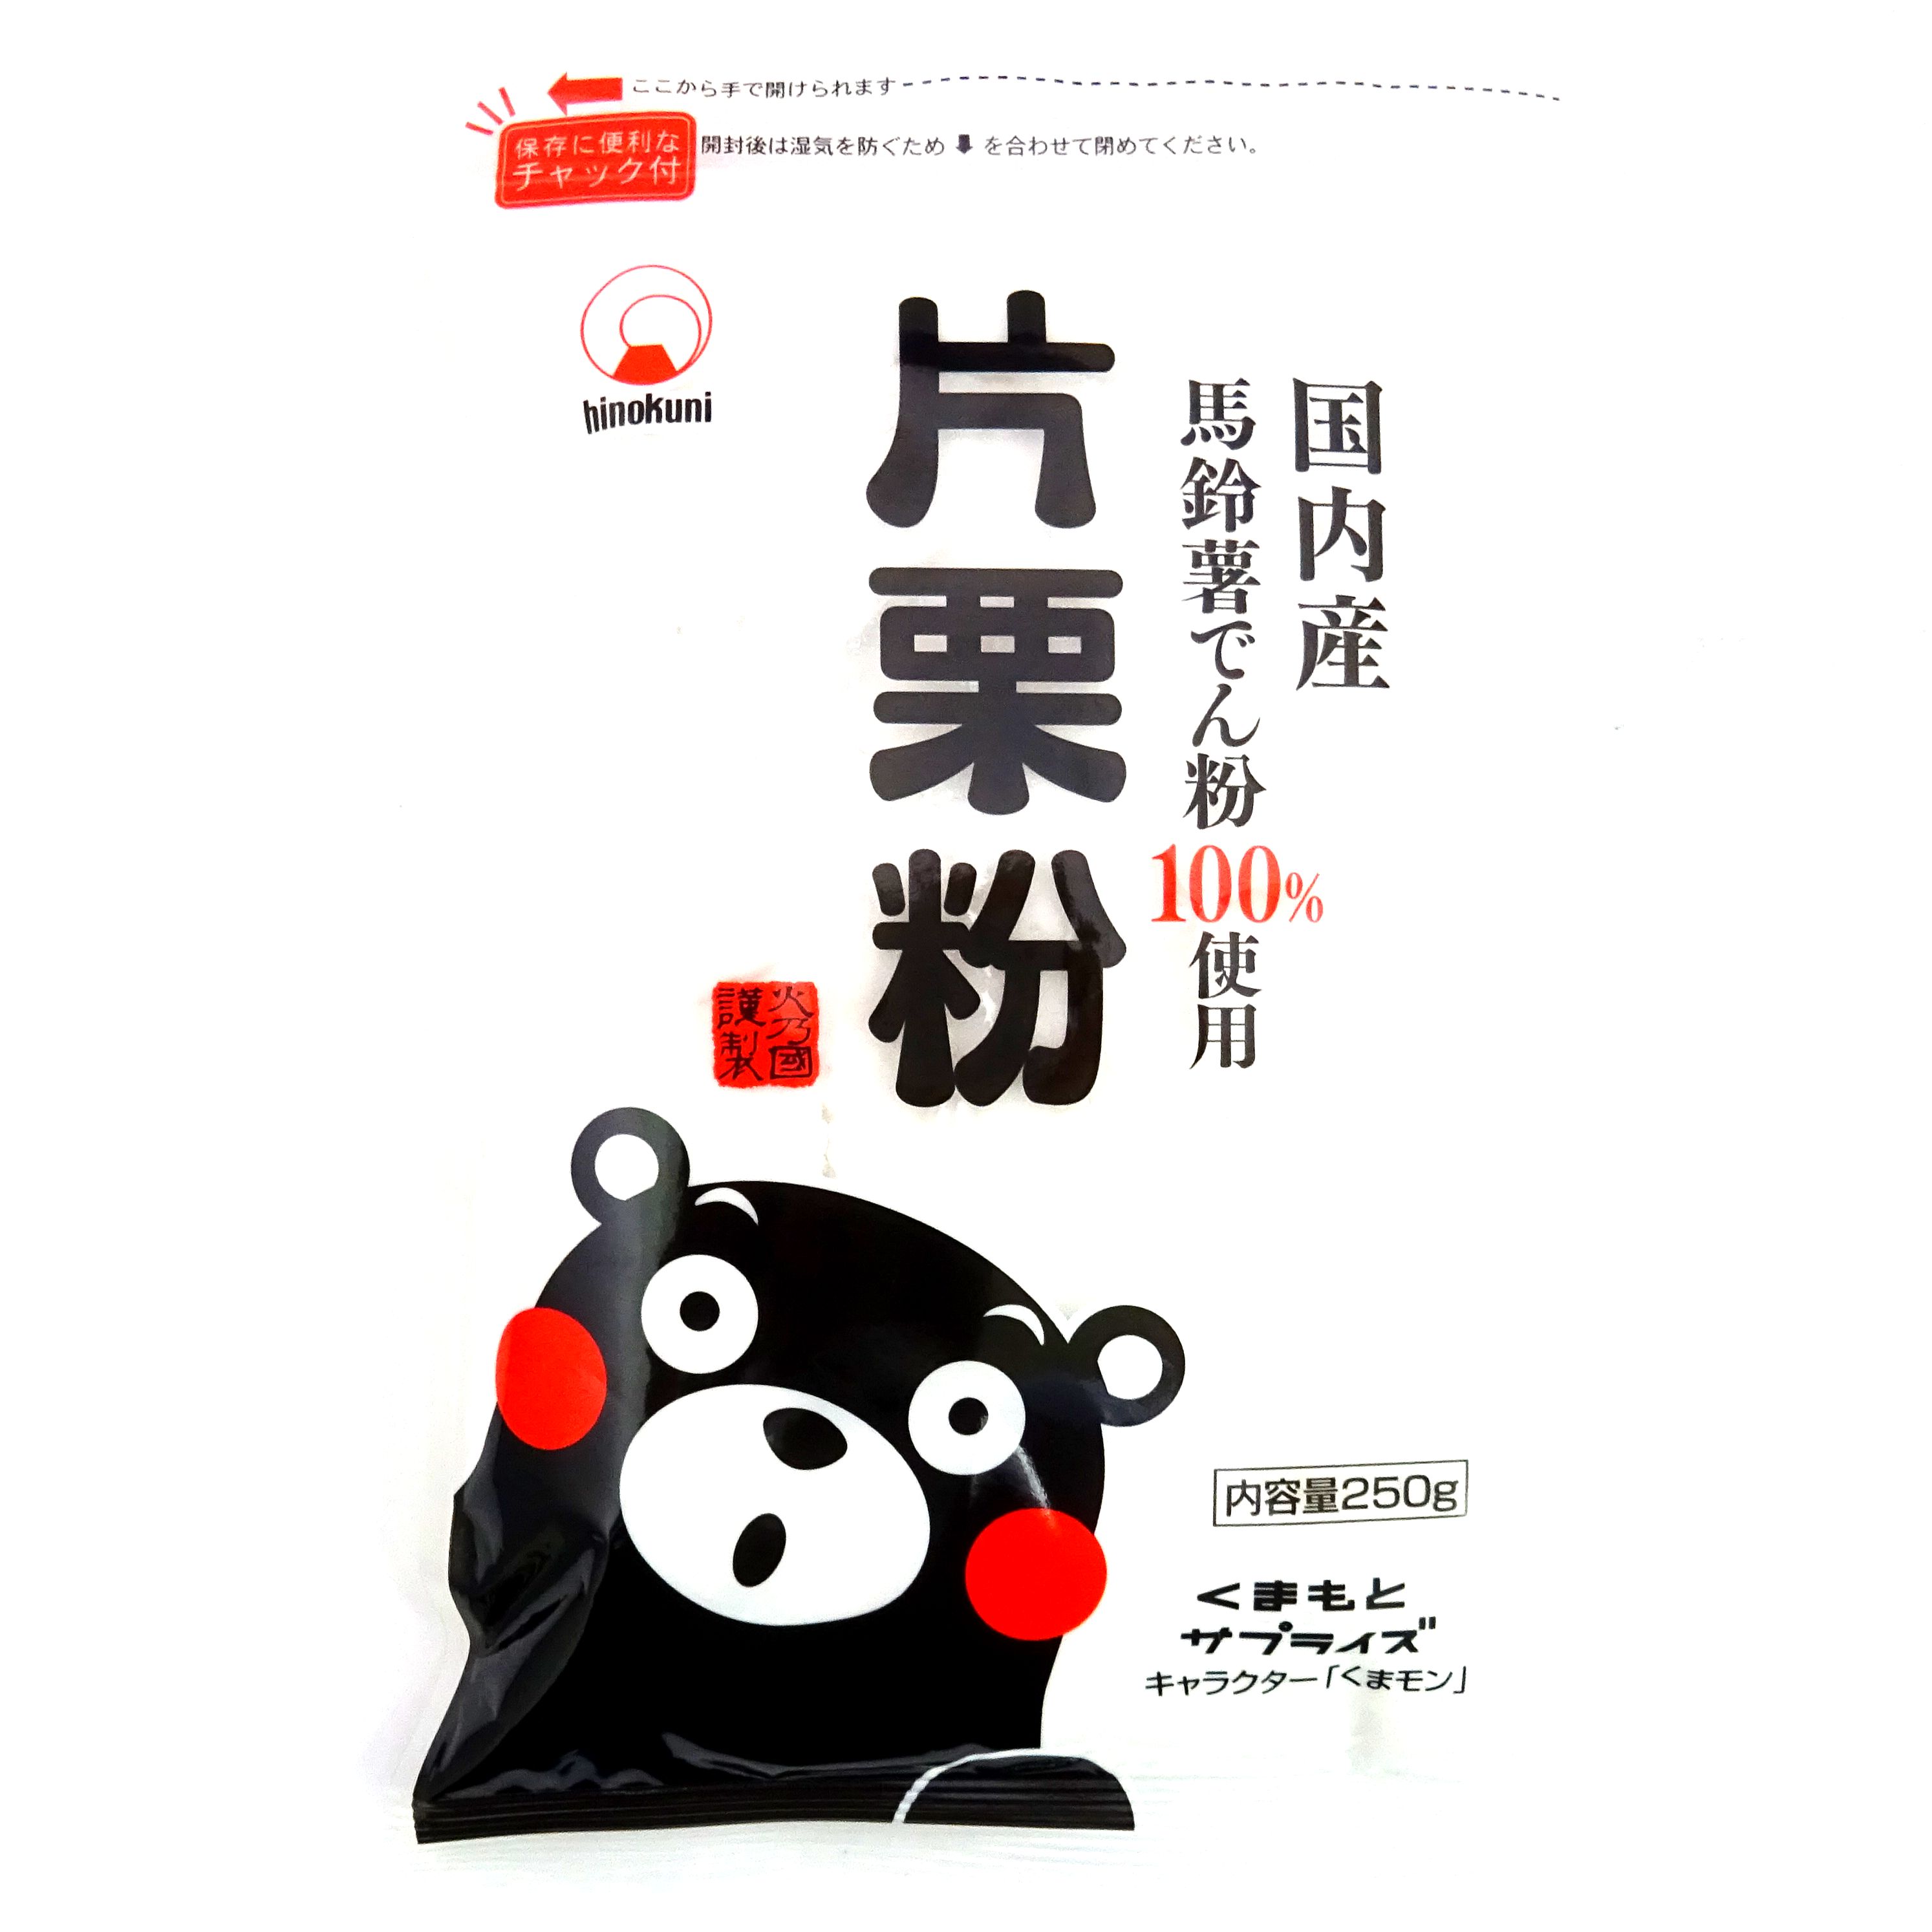 ここから手で開けられます
保存に便利な
チャック付
開封後は湿気を防ぐため を合わせて閉めてください。
hinokuni
国内産
馬鈴薯でん粉100%使用
片栗粉
火乃國
謹製
内容量250g
くまもと
サプライズ
キャラクター「くまモン」